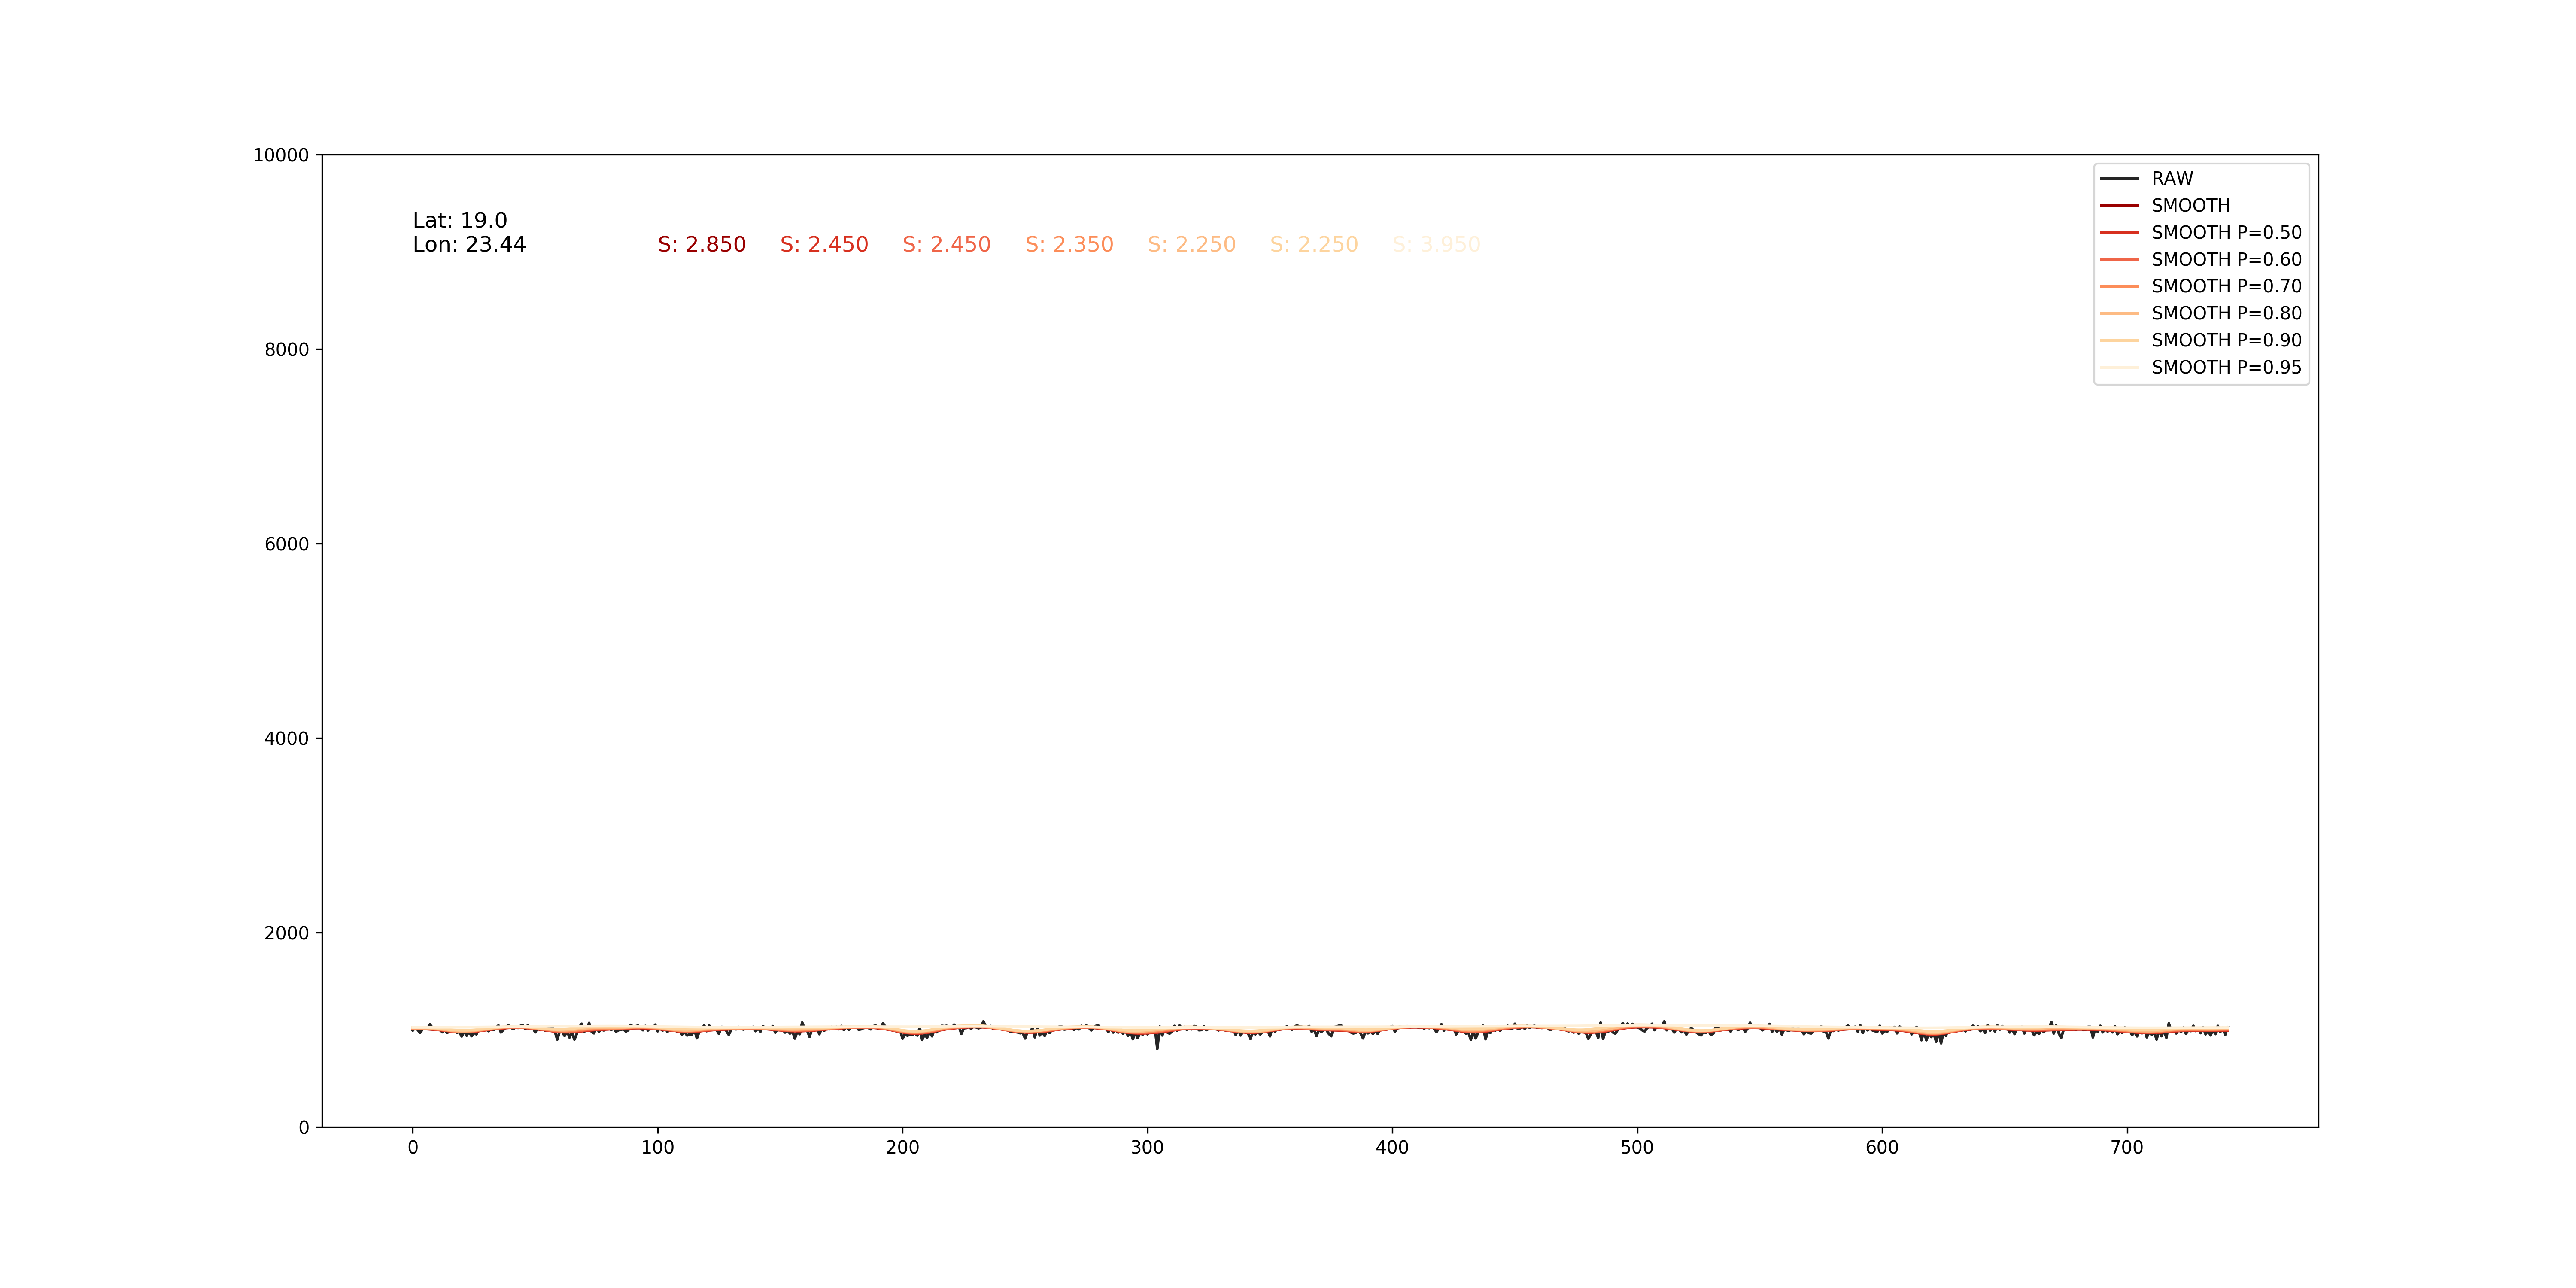 10000
8000
6000
4000
2000
0
Lat: 19.0
Lon: 23.44
S: 2.850 S: 2.450 S: 2.450 S: 2.350 S: 2.250 S: 2.250 S: 3.950
RAW
SMOOTH
SMOOTH P=0.50
SMOOTH P=0.60
SMOOTH P=0.70
SMOOTH P=0.80
SMOOTH P=0.90
SMOOTH P=0.95
0 100 200 300 400 500 600 700